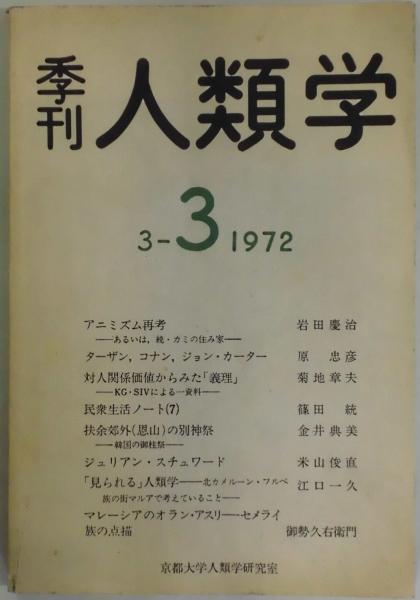 季刊 人類学
3-3 1972
アニミズム再考 岩田慶治
――あるいは，続・カミの住み家――
ターザン，コナン，ジョン・カーター 原 忠彦
対人関係価値からみた「義理」 菊地章夫
――KG・SIVによる一資料――
民衆生活ノート(7) 篠田 統
扶余郊外(恩山)の別神祭 金井典美
――韓国の御柱祭――
ジュリアン・スチュワード 米山俊直
「見られる」人類学――北カメルーン・フルベ 江口一久
族の街マルアで考えていること――
マレーシアのオラン・アスリ――セメライ
族の点描 御勢久右衛門
京都大学人類学研究室